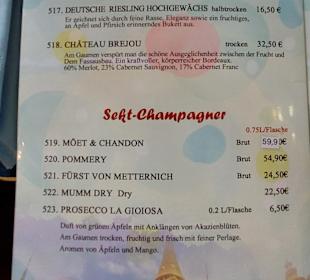 517. DEUTSCHE RIESLING HOCHGEWÄCHS halbtrocken 16,50 €
Er zeichnet sich durch feine Rasse, Eleganz sowie ein fruchtiges,
an Apfel und Pfirsich erinnerndes Bukett aus.
518. CHÂTEAU BREJOU trocken 32,50 €
Am Gaumen verspürt man die schöne Ausgeglichenheit zwischen der Frucht und
Dem Fassausbau. Ein kraftvoller, körperreicher Bordeaux.
60% Merlot, 23% Cabernet Sauvignon, 17% Cabernet Franc
Sekt-Champagner
0,75L/Flasche
519. MÖET & CHANDON Brut 59,90€
520. POMMERY Brut 54,90€
521. FÜRST VON METTERNICH Brut 24,50€
522. MUMM DRY Dry 22,50€
523. PROSECCO LA GIOIOSA 0.2 L/Flasche 6,50€
Duft von grünen Äpfeln mit Anklängen von Akazienblüten.
Am Gaumen trocken, fruchtig und frisch mit feiner Perlage.
Aromen von Äpfeln und Mango.